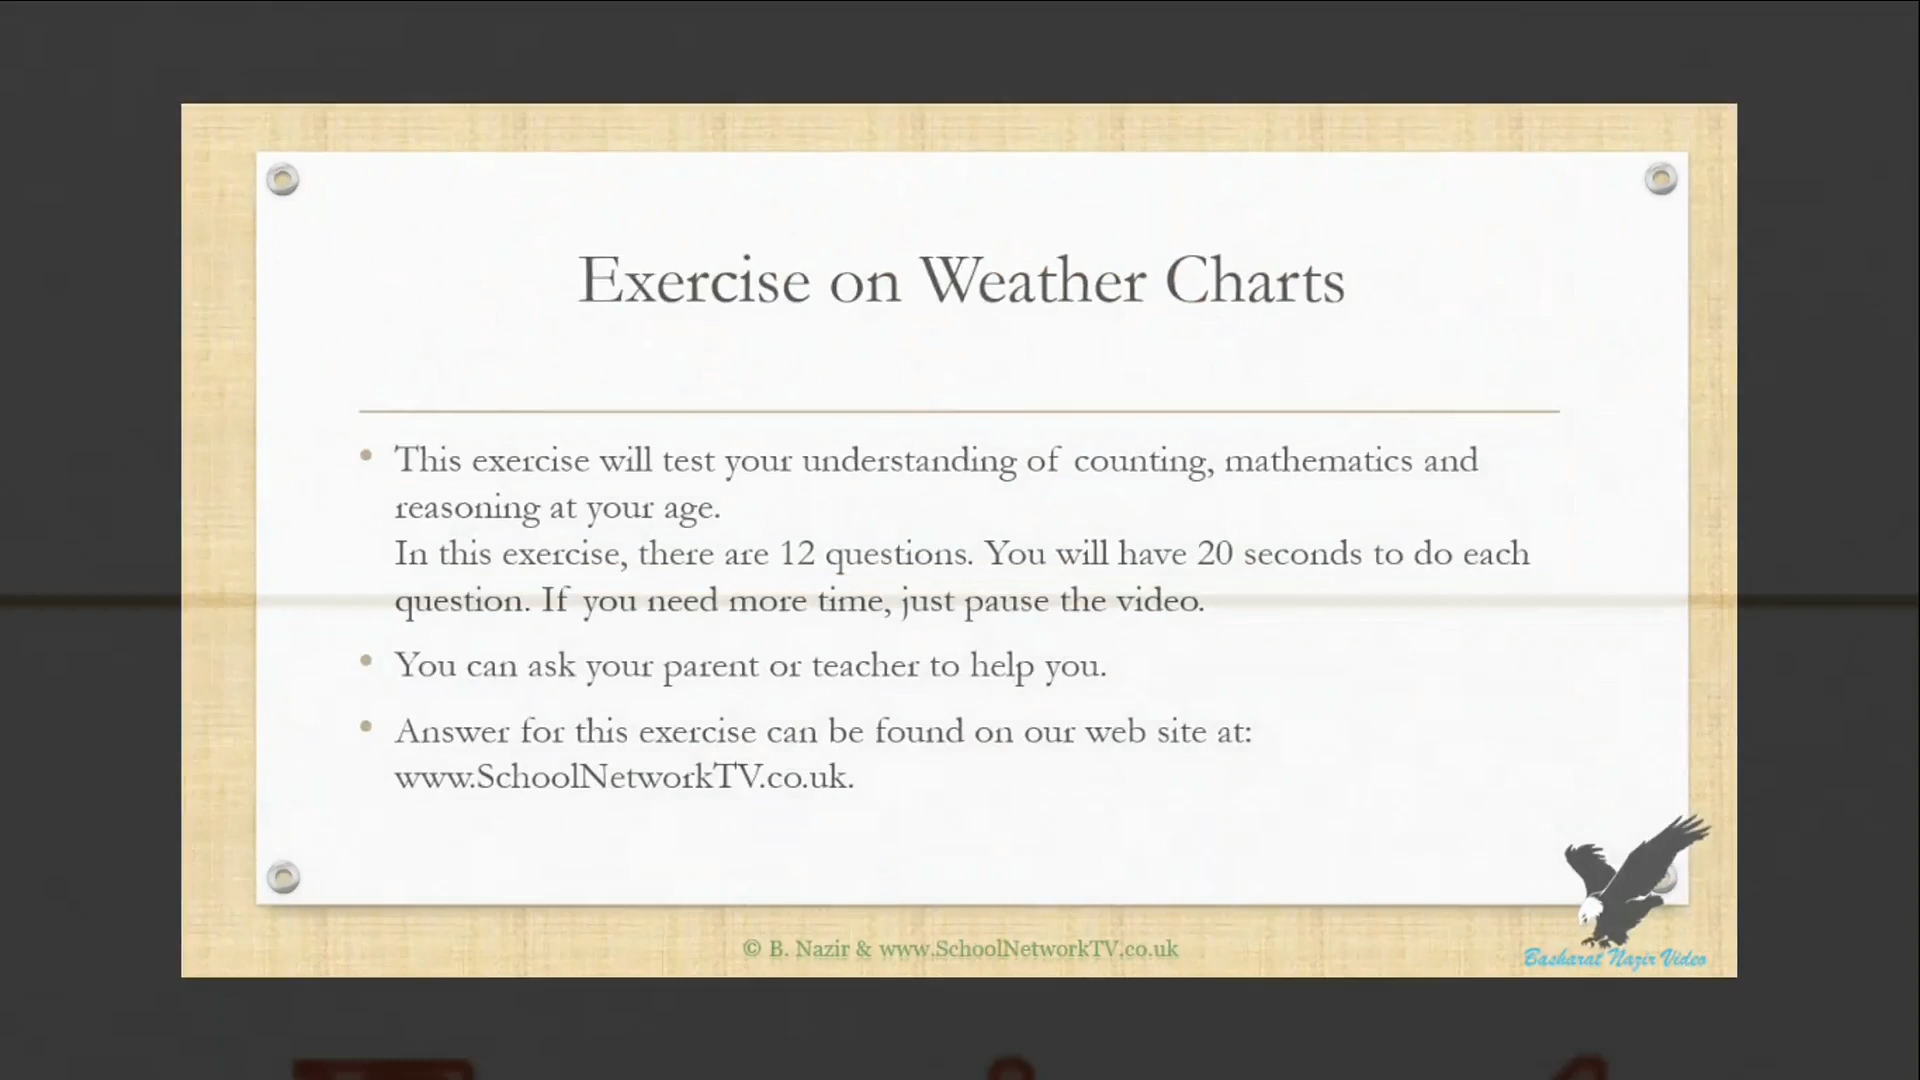 Exercise on Weather Charts
• This exercise will test your understanding of counting, mathematics and
reasoning at your age.
In this exercise, there are 12 questions. You will have 20 seconds to do each
question. If you need more time, just pause the video.
• You can ask your parent or teacher to help you.
• Answer for this exercise can be found on our web site at:
www.SchoolNetworkTV.co.uk.
© B. Nazir & www.SchoolNetworkTV.co.uk
Basharat Nazir Video